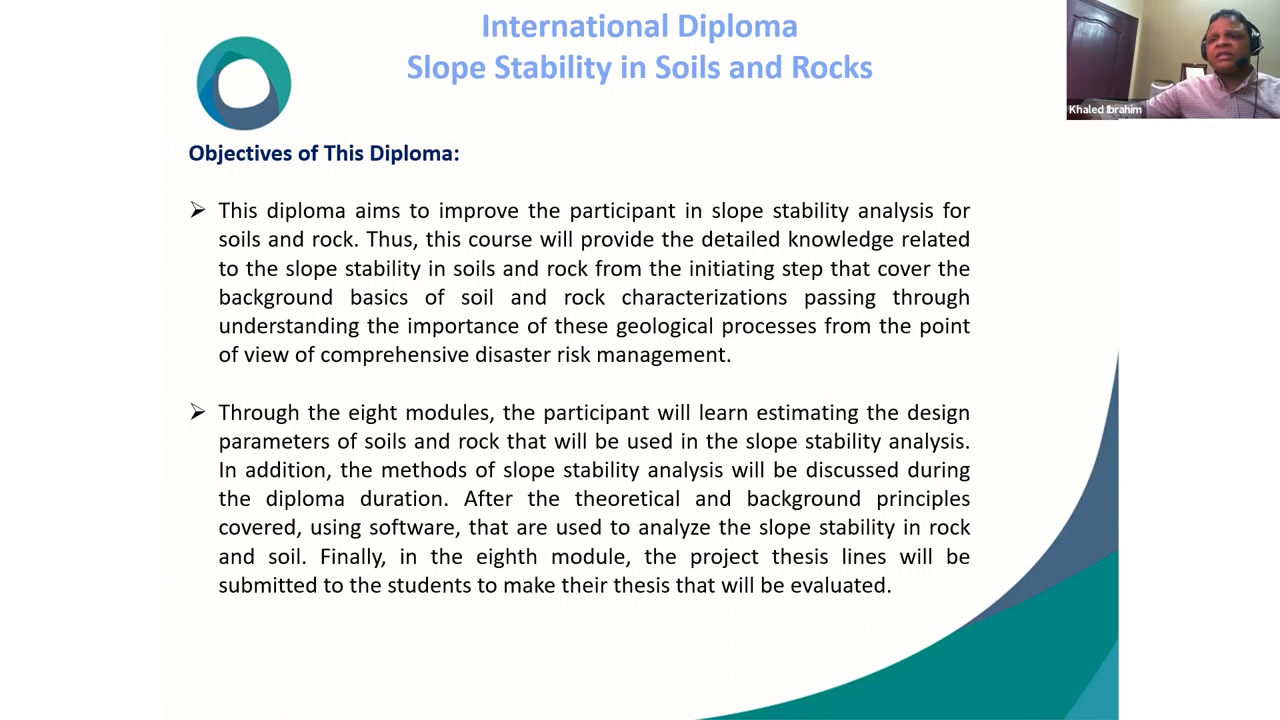 International Diploma
Slope Stability in Soils and Rocks
Khaled Ibrahim
Objectives of This Diploma:
➢ This diploma aims to improve the participant in slope stability analysis for
soils and rock. Thus, this course will provide the detailed knowledge related
to the slope stability in soils and rock from the initiating step that cover the
background basics of soil and rock characterizations passing through
understanding the importance of these geological processes from the point
of view of comprehensive disaster risk management.
➢ Through the eight modules, the participant will learn estimating the design
parameters of soils and rock that will be used in the slope stability analysis.
In addition, the methods of slope stability analysis will be discussed during
the diploma duration. After the theoretical and background principles
covered, using software, that are used to analyze the slope stability in rock
and soil. Finally, in the eighth module, the project thesis lines will be
submitted to the students to make their thesis that will be evaluated.